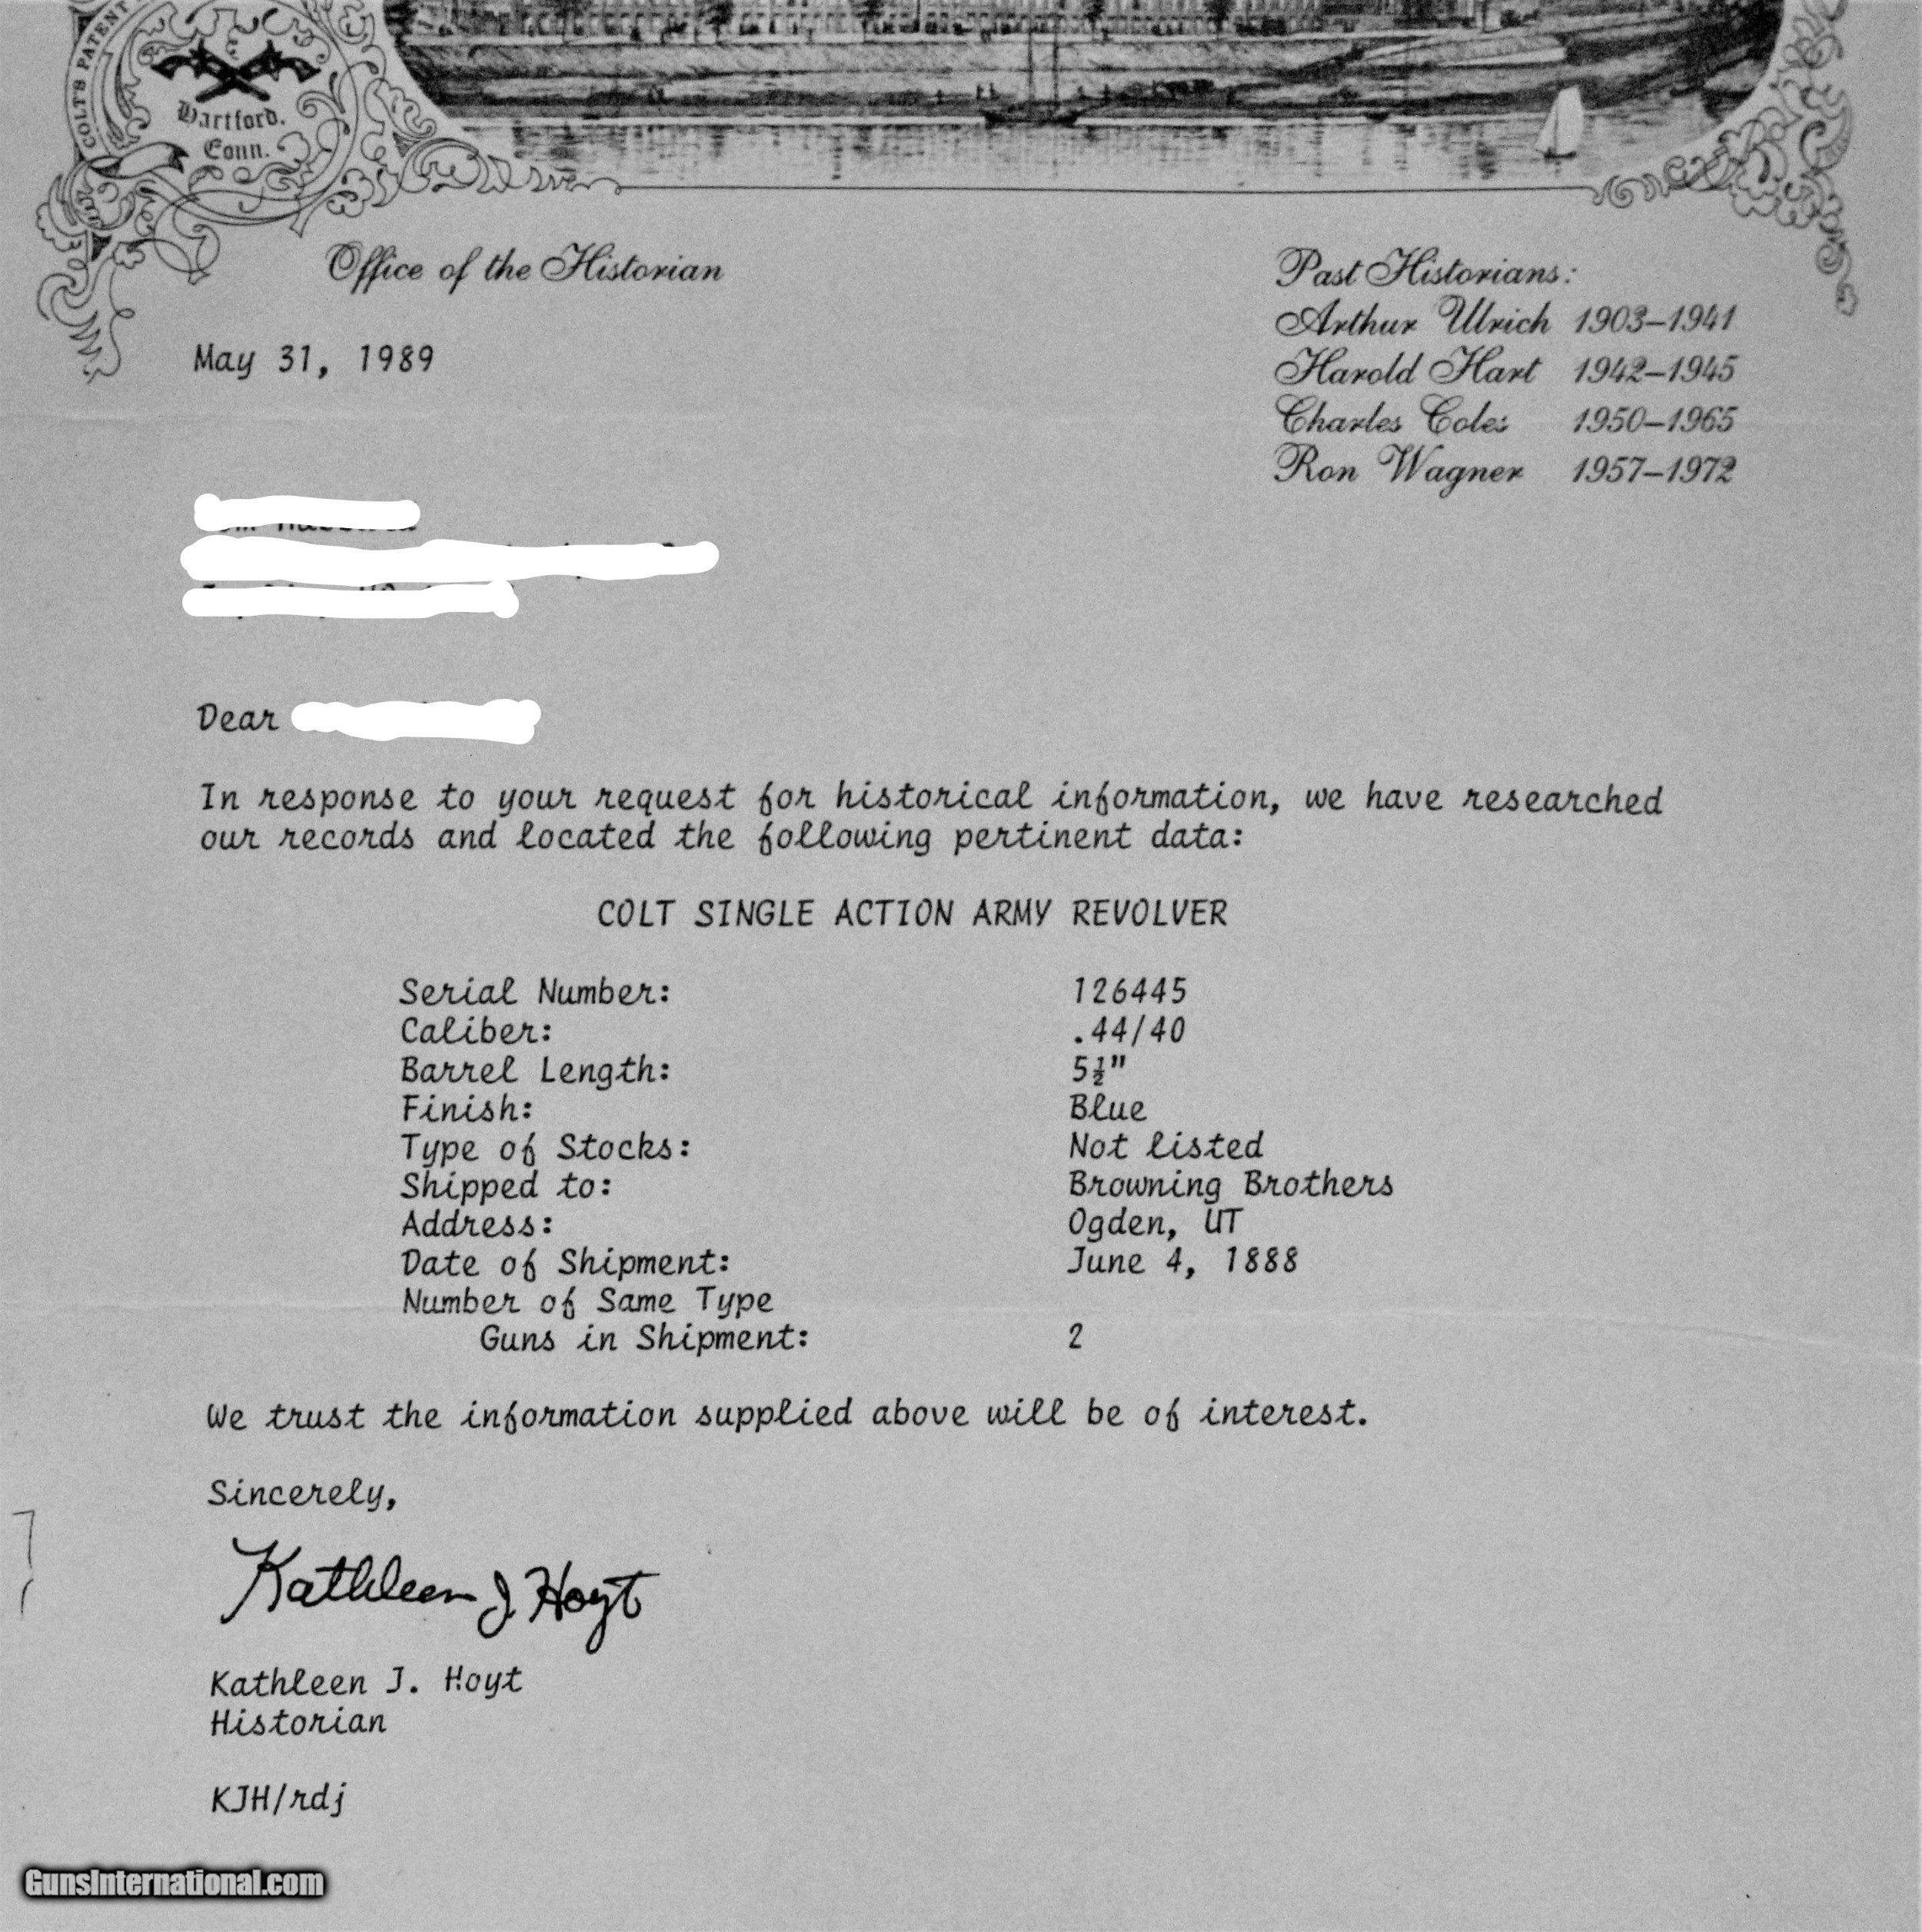 COLTS PATENT
Hartford.
Conn.
Office of the Historian
Past Historians:
Arthur Ulrich 1903–1941
Harold Hart 1942–1945
Charles Coles 1950–1965
Ron Wagner 1957–1972
May 31, 1989
Dear
In response to your request for historical information, we have researched
our records and located the following pertinent data:
COLT SINGLE ACTION ARMY REVOLVER
Serial Number: 126445
Caliber: .44/40
Barrel Length: 5½"
Finish: Blue
Type of Stocks: Not listed
Shipped to: Browning Brothers
Address: Ogden, UT
Date of Shipment: June 4, 1888
Number of Same Type
Guns in Shipment: 2
We trust the information supplied above will be of interest.
Sincerely,
Kathleen J. Hoyt
Kathleen J. Hoyt
Historian
KJH/rdj
GunsInternational.com